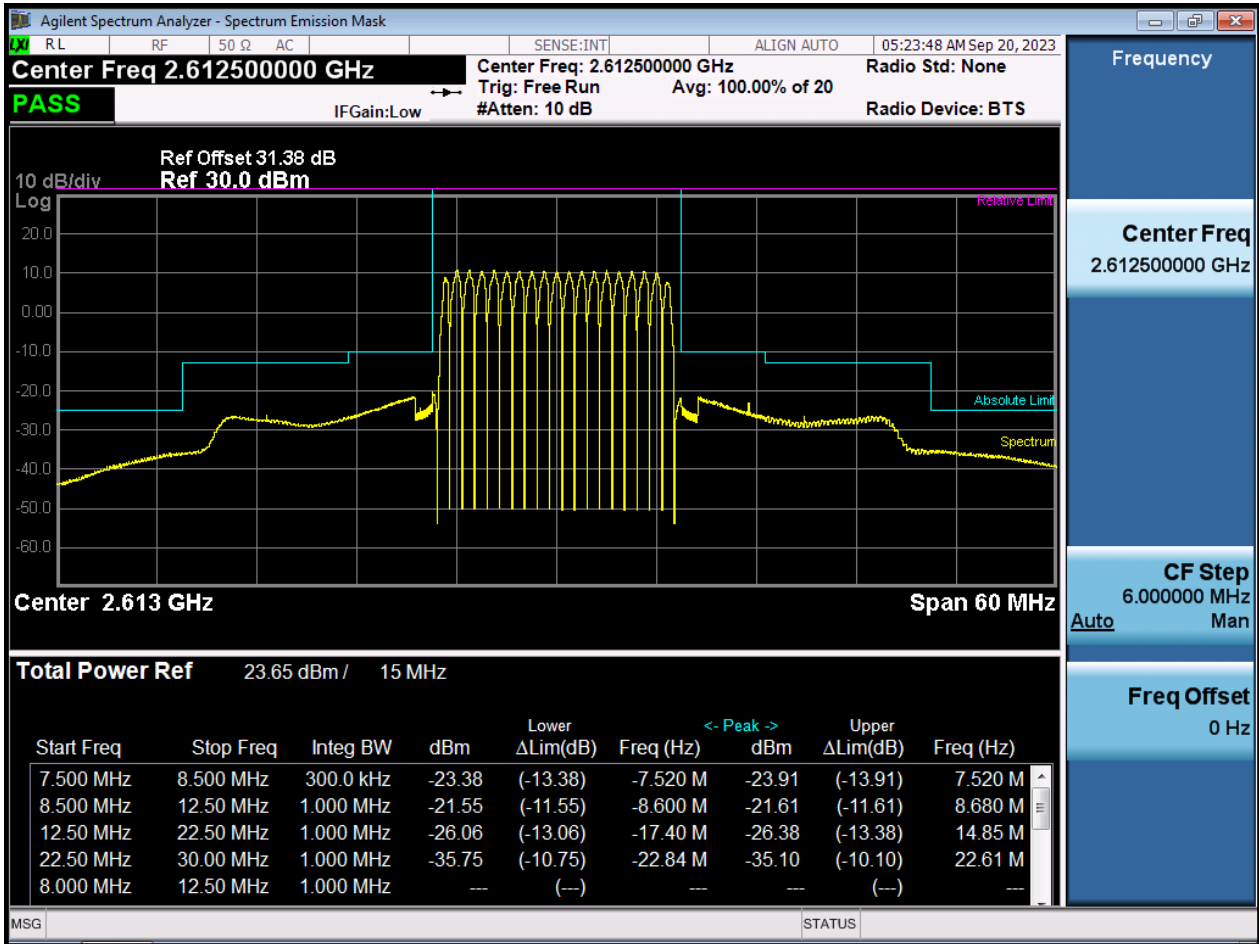 Agilent Spectrum Analyzer - Spectrum Emission Mask
LXI RL RF 50 Ω AC SENSE:INT ALIGN AUTO 05:23:48 AM Sep 20, 2023
Center Freq 2.612500000 GHz
PASS
IFGain:Low
Center Freq: 2.612500000 GHz
Trig: Free Run Avg: 100.00% of 20
#Atten: 10 dB
Radio Std: None
Radio Device: BTS
Ref Offset 31.38 dB
10 dB/div Ref 30.0 dBm
Log
Relative Limit
20.0
10.0
0.00
-10.0
-20.0
Absolute Limit
-30.0
Spectrum
-40.0
-50.0
-60.0
Center 2.613 GHz Span 60 MHz
Total Power Ref 23.65 dBm / 15 MHz
Lower <- Peak -> Upper
Start Freq Stop Freq Integ BW dBm ΔLim(dB) Freq (Hz) dBm ΔLim(dB) Freq (Hz)
7.500 MHz 8.500 MHz 300.0 kHz -23.38 (-13.38) -7.520 M -23.91 (-13.91) 7.520 M
8.500 MHz 12.50 MHz 1.000 MHz -21.55 (-11.55) -8.600 M -21.61 (-11.61) 8.680 M
12.50 MHz 22.50 MHz 1.000 MHz -26.06 (-13.06) -17.40 M -26.38 (-13.38) 14.85 M
22.50 MHz 30.00 MHz 1.000 MHz -35.75 (-10.75) -22.84 M -35.10 (-10.10) 22.61 M
8.000 MHz 12.50 MHz 1.000 MHz --- (---) --- --- (---) ---
MSG STATUS
Frequency
Center Freq
2.612500000 GHz
CF Step
6.000000 MHz
Auto Man
Freq Offset
0 Hz